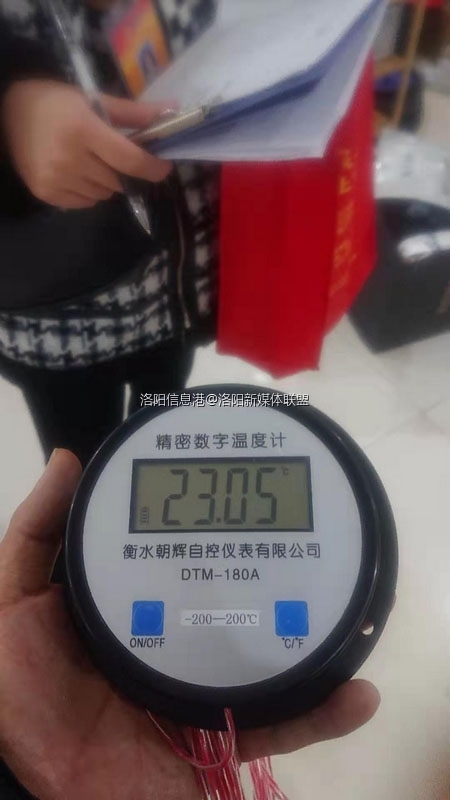 洛阳信息港@洛阳新媒体联盟
精密数字温度计
23.05
℃
衡水朝辉自控仪表有限公司
DTM-180A
-200—200℃
ON/OFF
℃/℉